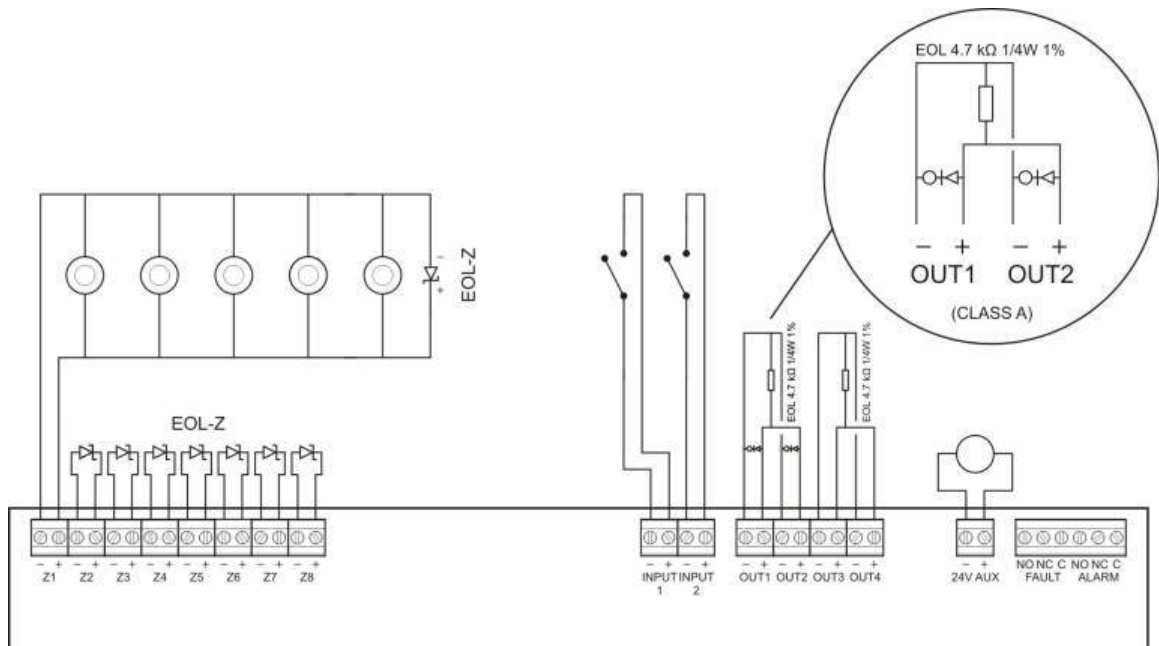 EOL 4.7 kΩ 1/4W 1%
− + − +
OUT1 OUT2
(CLASS A)
−
+
EOL-Z
EOL-Z
EOL 4.7 kΩ 1/4W 1%
EOL 4.7 kΩ 1/4W 1%
− + − + − + − + − + − + − + − +
Z1 Z2 Z3 Z4 Z5 Z6 Z7 Z8
− + − +
INPUT INPUT
1 2
− + − + − + − +
OUT1 OUT2 OUT3 OUT4
− +
24V AUX
NO NC C NO NC C
FAULT ALARM